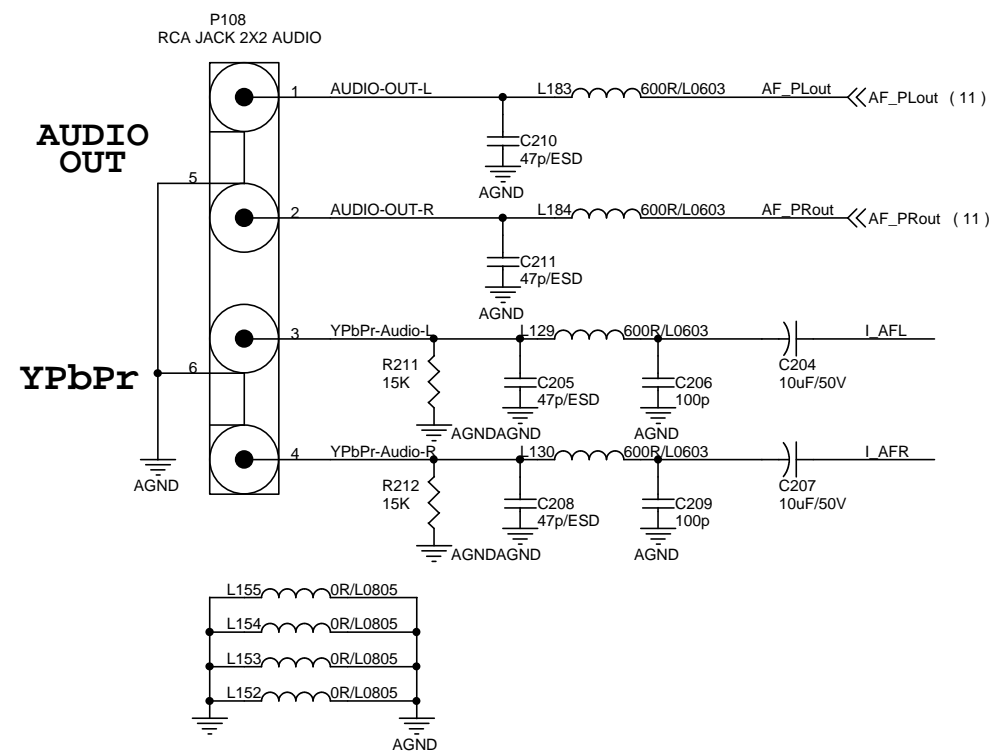 P108
RCA JACK 2X2 AUDIO
1 AUDIO-OUT-L L183 600R/L0603 AF_PLout AF_PLout ( 11 )
AUDIO
OUT
C210
47p/ESD
AGND
5
2 AUDIO-OUT-R L184 600R/L0603 AF_PRout AF_PRout ( 11 )
C211
47p/ESD
AGND
3 YPbPr-Audio-L L129 600R/L0603 I_AFL
YPbPr
6
R211
15K
C205
47p/ESD
C206
100p
C204
10uF/50V
AGND AGND AGND
4 YPbPr-Audio-R L130 600R/L0603 I_AFR
AGND
R212
15K
C208
47p/ESD
C209
100p
C207
10uF/50V
AGND AGND AGND
L155 0R/L0805
L154 0R/L0805
L153 0R/L0805
L152 0R/L0805
AGND